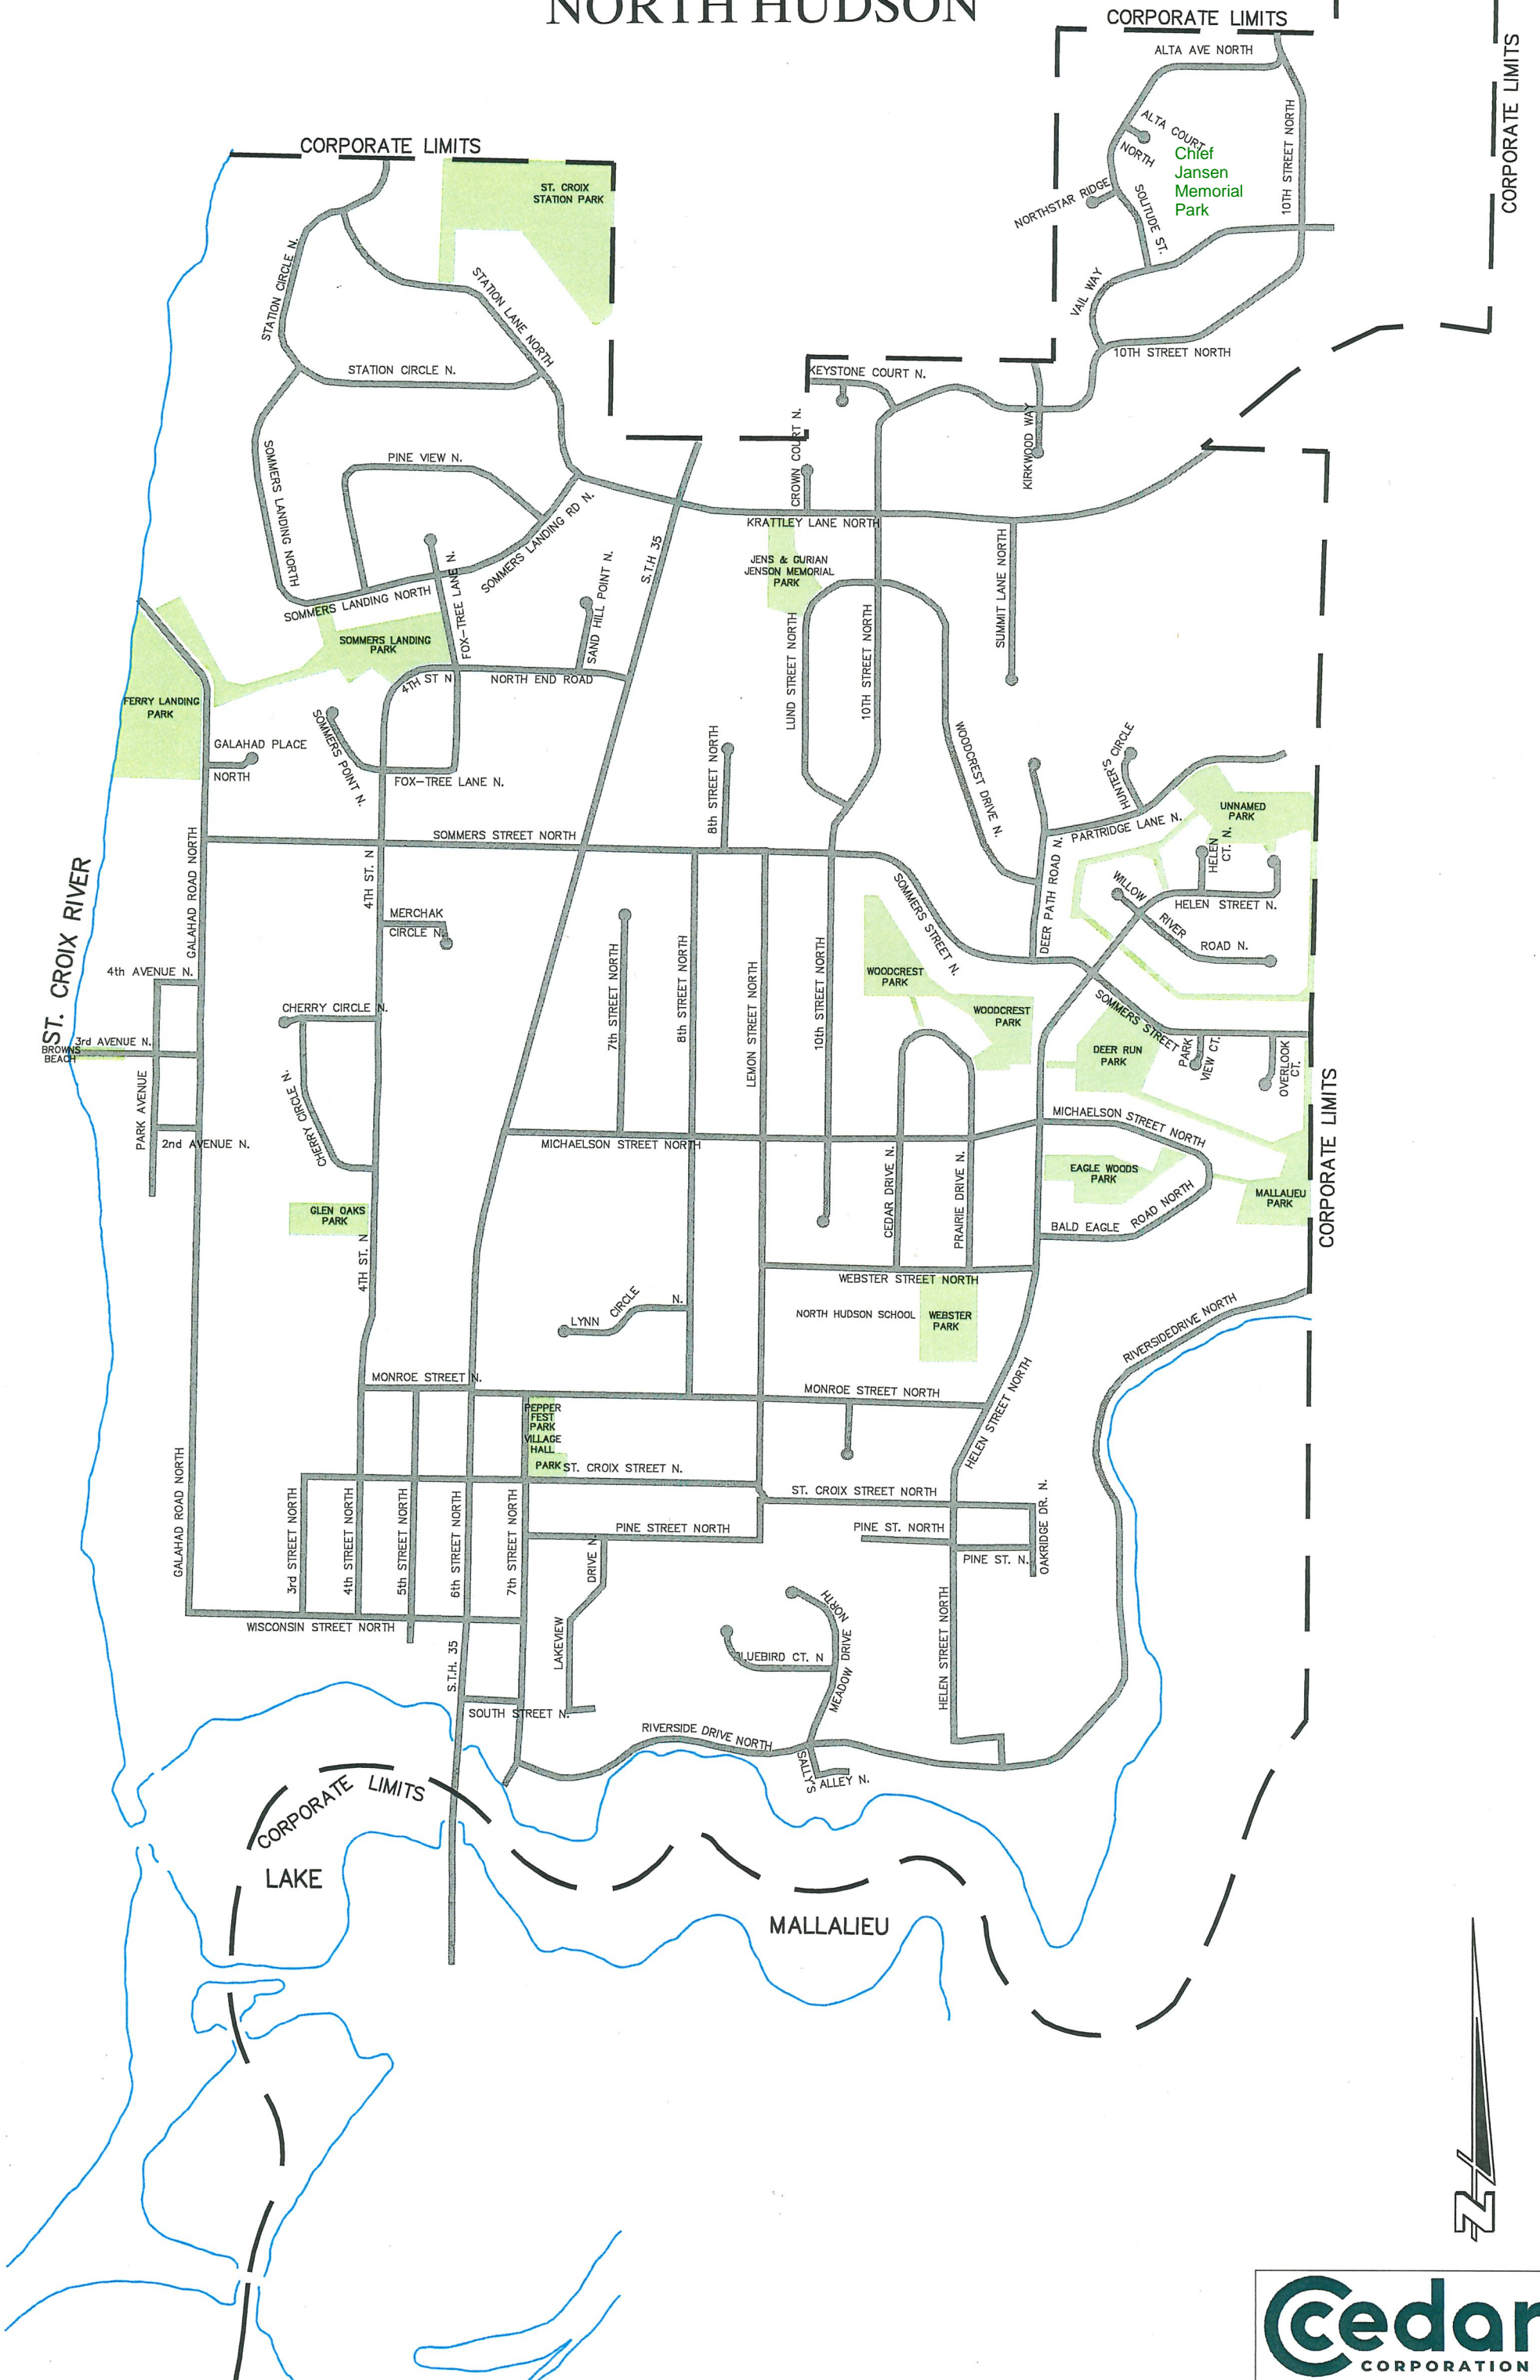 NORTH HUDSON
CORPORATE LIMITS
ALTA AVE NORTH
CORPORATE LIMITS
10TH STREET NORTH
ALTA COURT
NORTH
Chief
Jansen
Memorial
Park
CORPORATE LIMITS
ST. CROIX
STATION PARK
NORTHSTAR RIDGE
SOLITUDE ST.
STATION CIRCLE N.
STATION LANE NORTH
VAIL WAY
10TH STREET NORTH
STATION CIRCLE N.
KEYSTONE COURT N.
CROWN COURT N.
KIRKWOOD WAY
PINE VIEW N.
SOMMERS LANDING NORTH
SOMMERS LANDING RD N.
KRATTLEY LANE NORTH
S.T.H 35
JENS & GURIAN
JENSON MEMORIAL
PARK
SUMMIT LANE NORTH
SOMMERS LANDING NORTH
FOX-TREE LANE N.
SAND HILL POINT N.
SOMMERS LANDING
PARK
LUND STREET NORTH
10TH STREET NORTH
4TH ST N
NORTH END ROAD
FERRY LANDING
PARK
SOMMERS POINT N.
GALAHAD PLACE
NORTH
FOX-TREE LANE N.
8th STREET NORTH
WOODCREST DRIVE N.
HUNTER'S CIRCLE
UNNAMED
PARK
PARTRIDGE LANE N.
SOMMERS STREET NORTH
GALAHAD ROAD NORTH
4TH ST. N
HELEN
CT. N.
DEER PATH ROAD N.
WILLOW
RIVER
ROAD N.
HELEN STREET N.
SOMMERS STREET N.
MERCHAK
CIRCLE N.
ST. CROIX RIVER
4th AVENUE N.
7th STREET NORTH
8th STREET NORTH
LEMON STREET NORTH
10th STREET NORTH
WOODCREST
PARK
WOODCREST
PARK
CHERRY CIRCLE N.
SOMMERS STREET
3rd AVENUE N.
BROWNS
BEACH
DEER RUN
PARK
PARK
VIEW CT.
OVERLOOK
CT.
PARK AVENUE
CHERRY CIRCLE N.
2nd AVENUE N.
MICHAELSON STREET NORTH
MICHAELSON STREET NORTH
CORPORATE LIMITS
EAGLE WOODS
PARK
MALLALIEU
PARK
CEDAR DRIVE N.
PRAIRIE DRIVE N.
GLEN OAKS
PARK
4TH ST. N
BALD EAGLE
ROAD NORTH
WEBSTER STREET NORTH
LYNN
CIRCLE
N.
NORTH HUDSON SCHOOL
WEBSTER
PARK
RIVERSIDEDRIVE NORTH
MONROE STREET N.
MONROE STREET NORTH
HELEN STREET NORTH
PEPPER
FEST
PARK
VILLAGE
HALL
PARK
ST. CROIX STREET N.
ST. CROIX STREET NORTH
GALAHAD ROAD NORTH
3rd STREET NORTH
4th STREET NORTH
5th STREET NORTH
6th STREET NORTH
7th STREET NORTH
PINE STREET NORTH
PINE ST. NORTH
PINE ST. N.
OAKRIDGE DR. N.
LAKEVIEW
DRIVE N.
HELEN STREET NORTH
WISCONSIN STREET NORTH
MEADOW DRIVE
NORTH
BLUEBIRD CT. N
S.T.H. 35
SOUTH STREET N.
RIVERSIDE DRIVE NORTH
SALLY'S
ALLEY N.
CORPORATE LIMITS
LAKE
MALLALIEU
N
cedar
CORPORATION